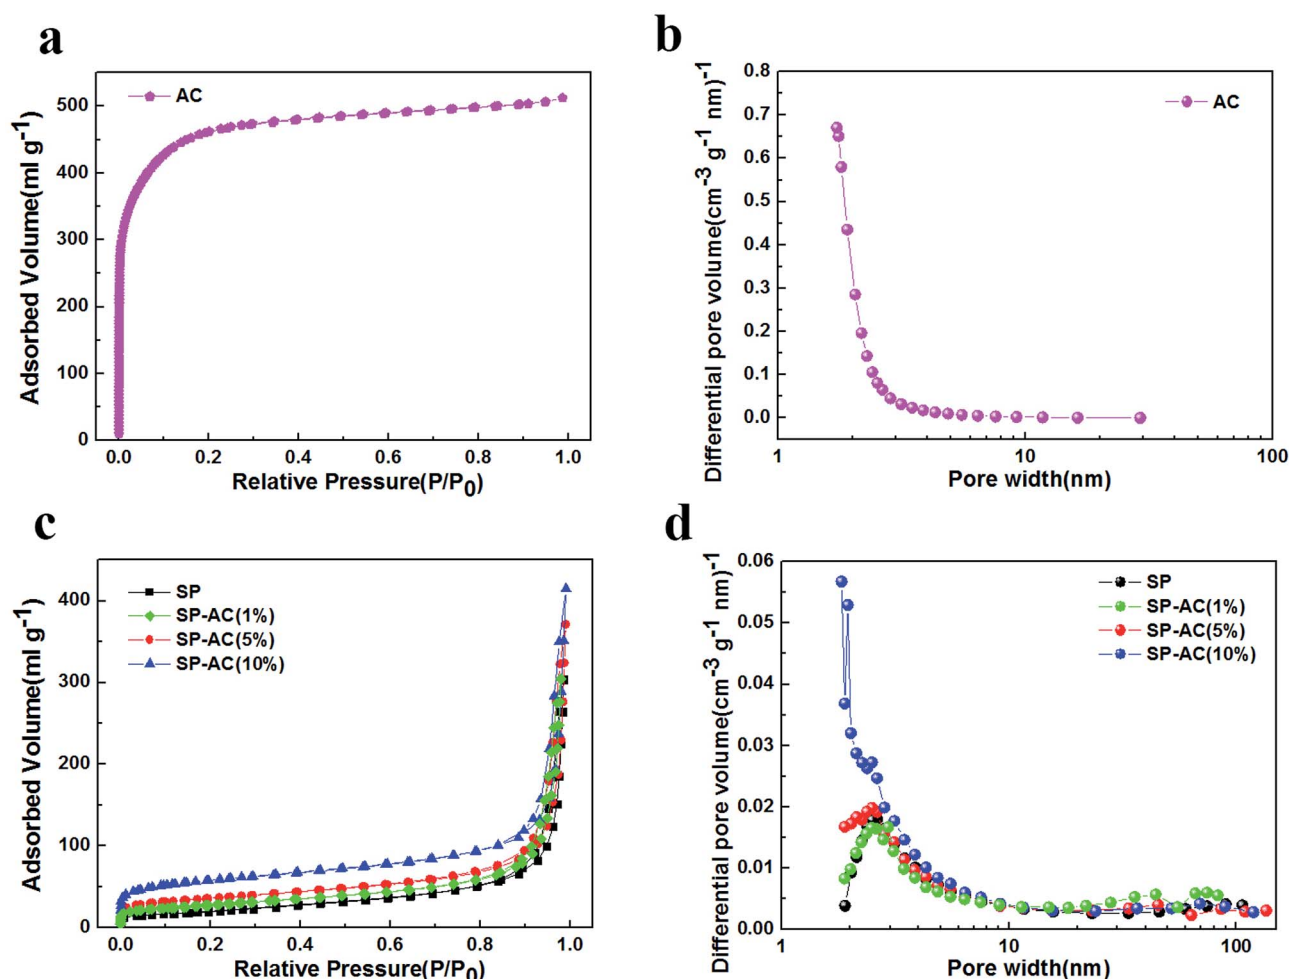 a
Adsorbed Volume(ml g⁻¹)
AC
500
400
300
200
100
0
0.0 0.2 0.4 0.6 0.8 1.0
Relative Pressure(P/P₀)
b
Differential pore volume(cm⁻³ g⁻¹ nm)⁻¹
AC
0.8
0.7
0.6
0.5
0.4
0.3
0.2
0.1
0.0
1 10 100
Pore width(nm)
c
Adsorbed Volume(ml g⁻¹)
SP
SP-AC(1%)
SP-AC(5%)
SP-AC(10%)
400
300
200
100
0
0.0 0.2 0.4 0.6 0.8 1.0
Relative Pressure(P/P₀)
d
Differential pore volume(cm⁻³ g⁻¹ nm)⁻¹
SP
SP-AC(1%)
SP-AC(5%)
SP-AC(10%)
0.06
0.05
0.04
0.03
0.02
0.01
0.00
1 10 100
Pore width(nm)